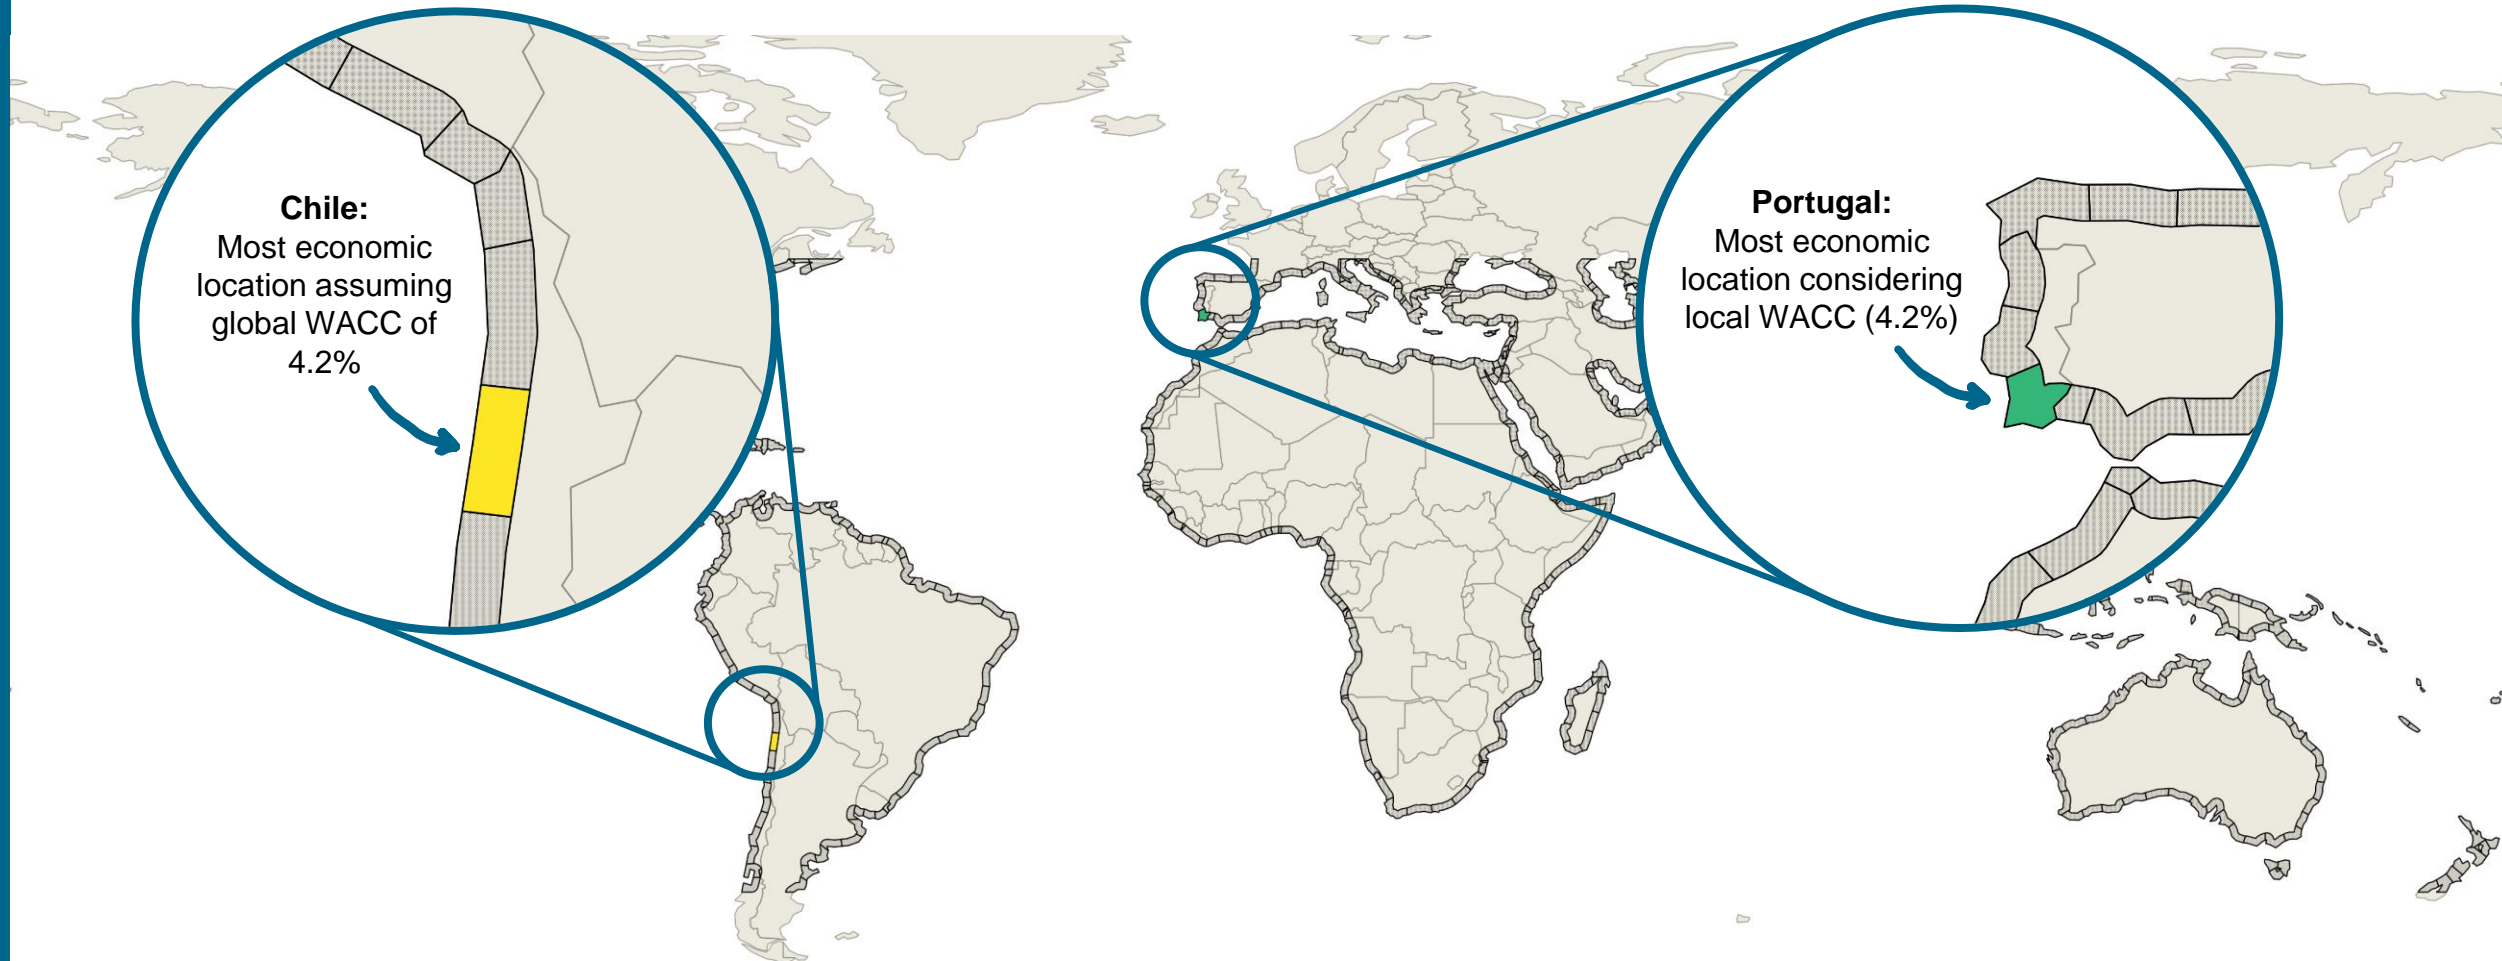 Chile:
Most economic
location assuming
global WACC of
4.2%
Portugal:
Most economic
location considering
local WACC (4.2%)